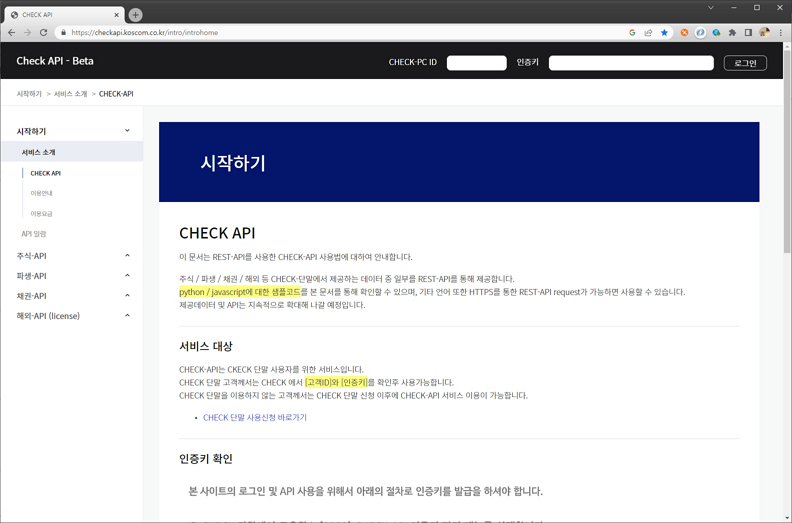 CHECK API
https://checkapi.koscom.co.kr/intro/introhome
Check API - Beta
CHECK-PC ID
인증키
로그인
시작하기 > 서비스 소개 > CHECK-API
시작하기
서비스 소개
CHECK API
이용안내
이용요금
API 일람
주식-API
파생-API
채권-API
해외-API (license)
시작하기
CHECK API
이 문서는 REST-API를 사용한 CHECK-API 사용법에 대하여 안내합니다.
주식 / 파생 / 채권 / 해외 등 CHECK-단말에서 제공하는 데이터 중 일부를 REST-API를 통해 제공합니다.
python / javascript에 대한 샘플코드를 본 문서를 통해 확인할 수 있으며, 기타 언어 또한 HTTPS를 통한 REST-API request가 가능하면 사용할 수 있습니다.
제공데이터 및 API는 지속적으로 확대해 나갈 예정입니다.
서비스 대상
CHECK-API는 CKECK 단말 사용자를 위한 서비스입니다.
CHECK 단말 고객께서는 CHECK 에서 [고객ID]와 [인증키]를 확인후 사용가능합니다.
CHECK 단말을 이용하지 않는 고객께서는 CHECK 단말 신청 이후에 CHECK-API 서비스 이용이 가능합니다.
• CHECK 단말 사용신청 바로가기
인증키 확인
본 사이트의 로그인 및 API 사용을 위해서 아래의 절차로 인증키를 발급을 하셔야 합니다.